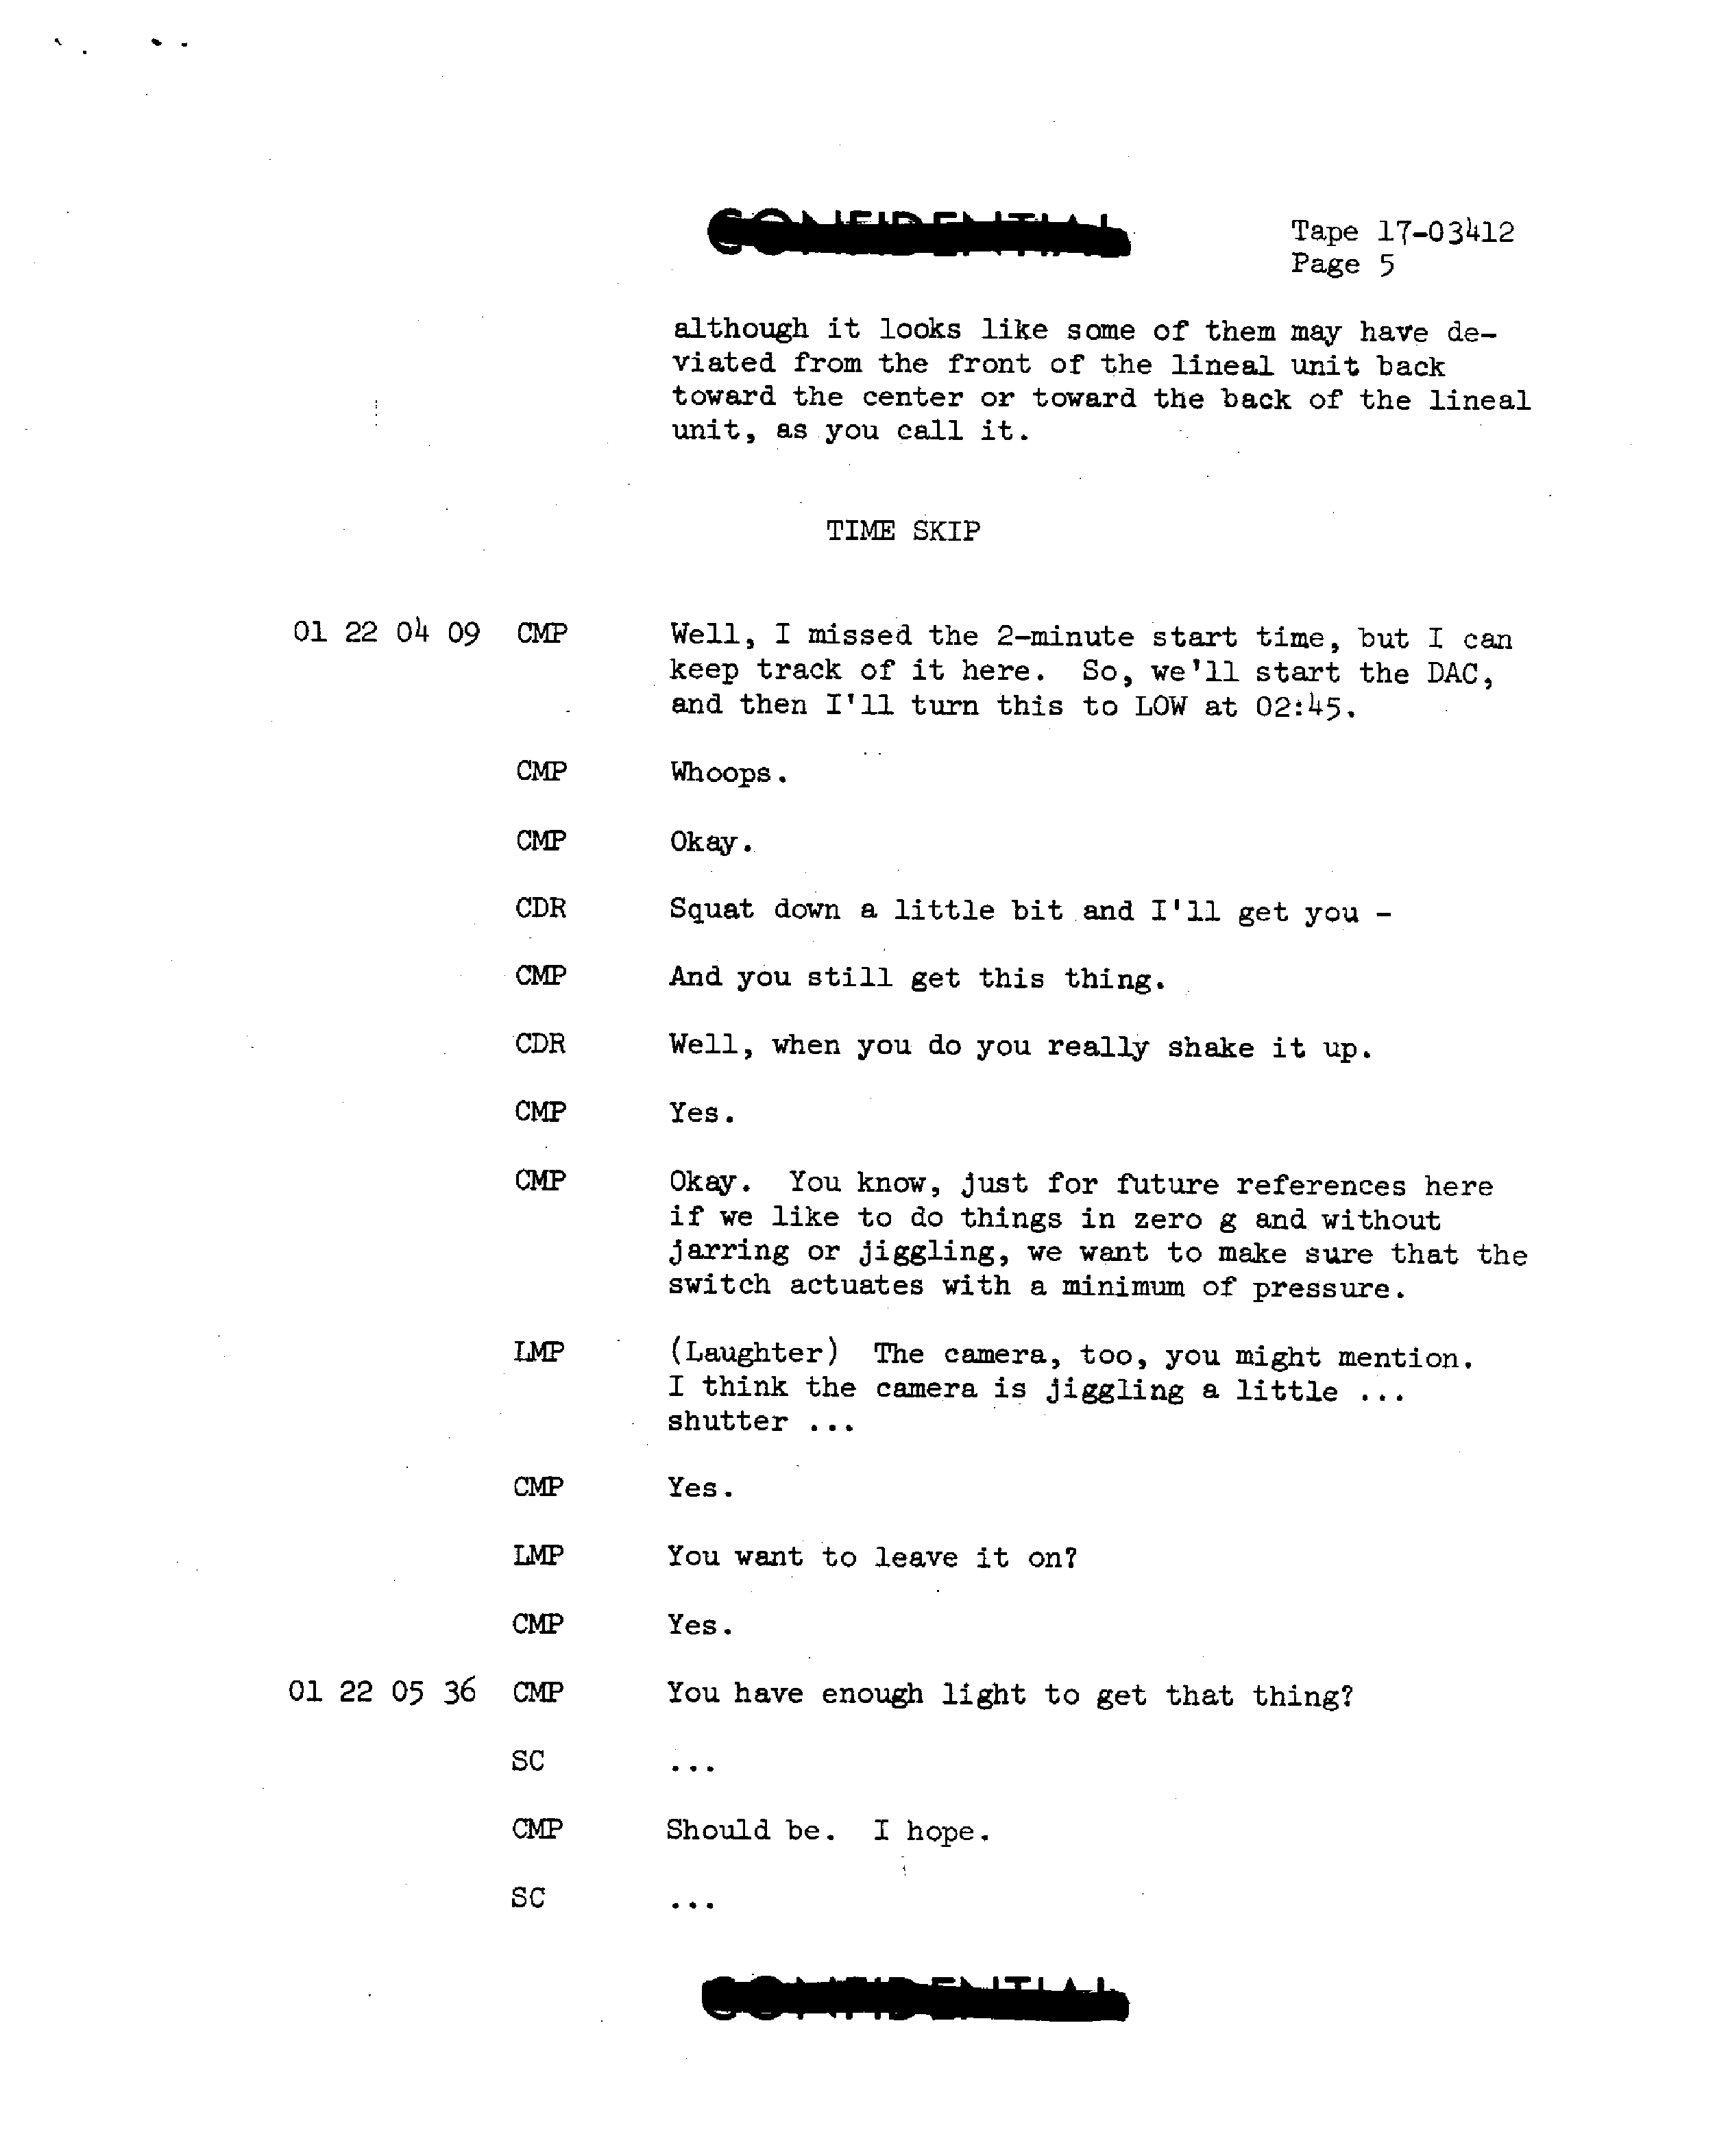 CONFIDENTIAL
Tape 17-03412
Page 5
although it looks like some of them may have de-
viated from the front of the lineal unit back
toward the center or toward the back of the lineal
unit, as you call it.
TIME SKIP
01 22 04 09 CMP Well, I missed the 2-minute start time, but I can
keep track of it here. So, we'll start the DAC,
and then I'll turn this to LOW at 02:45.
CMP Whoops.
CMP Okay.
CDR Squat down a little bit and I'll get you -
CMP And you still get this thing.
CDR Well, when you do you really shake it up.
CMP Yes.
CMP Okay. You know, just for future references here
if we like to do things in zero g and without
jarring or jiggling, we want to make sure that the
switch actuates with a minimum of pressure.
LMP (Laughter) The camera, too, you might mention.
I think the camera is jiggling a little ...
shutter ...
CMP Yes.
LMP You want to leave it on?
CMP Yes.
01 22 05 36 CMP You have enough light to get that thing?
SC ...
CMP Should be. I hope.
SC ...
CONFIDENTIAL